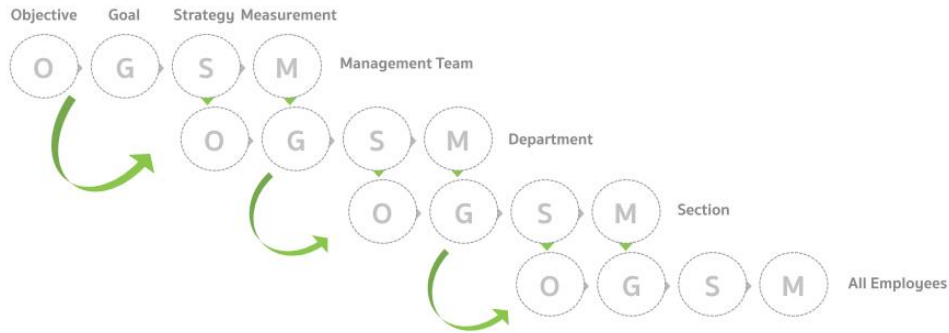 Objective Goal Strategy Measurement
O G S M Management Team
O G S M Department
O G S M Section
O G S M All Employees